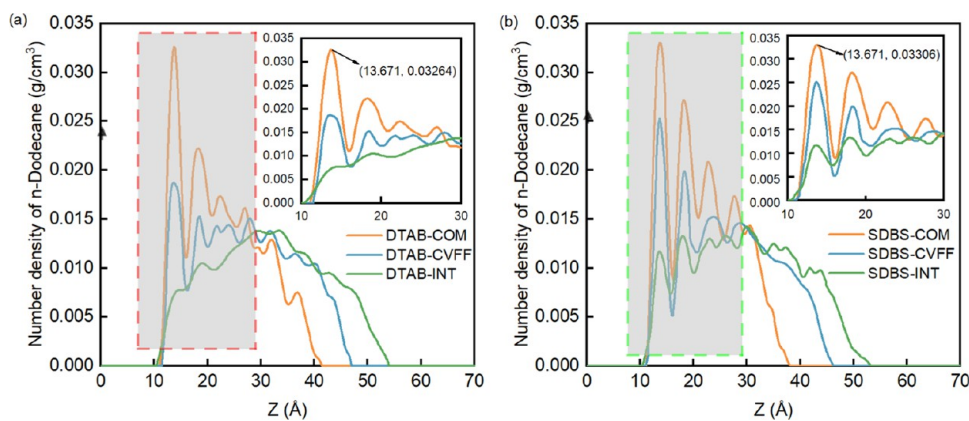 (a)
Number density of n-Dodecane (g/cm³)
0.035
0.030
0.025
0.020
0.015
0.010
0.005
0.000
0 10 20 30 40 50 60 70
Z (Å)
0.035
0.030
0.025
0.020
0.015
0.010
0.005
0.000
10 20 30
(13.671, 0.03264)
DTAB-COM
DTAB-CVFF
DTAB-INT
(b)
Number density of n-Dodecane (g/cm³)
0.035
0.030
0.025
0.020
0.015
0.010
0.005
0.000
0 10 20 30 40 50 60 70
Z (Å)
0.035
0.030
0.025
0.020
0.015
0.010
0.005
0.000
10 20 30
(13.671, 0.03306)
SDBS-COM
SDBS-CVFF
SDBS-INT